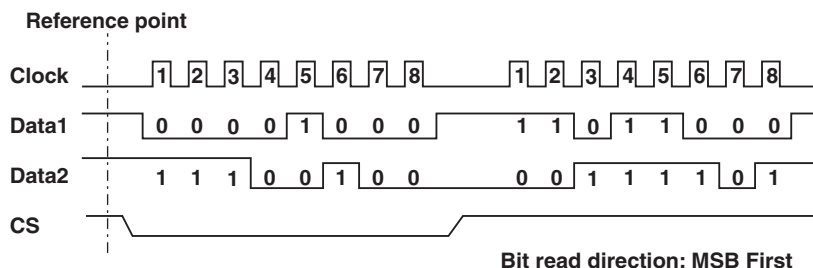 Reference point
Clock 1 2 3 4 5 6 7 8 1 2 3 4 5 6 7 8
Data1 0 0 0 0 1 0 0 0 1 1 0 1 1 0 0 0
Data2 1 1 1 0 0 1 0 0 0 0 1 1 1 1 0 1
CS
Bit read direction: MSB First